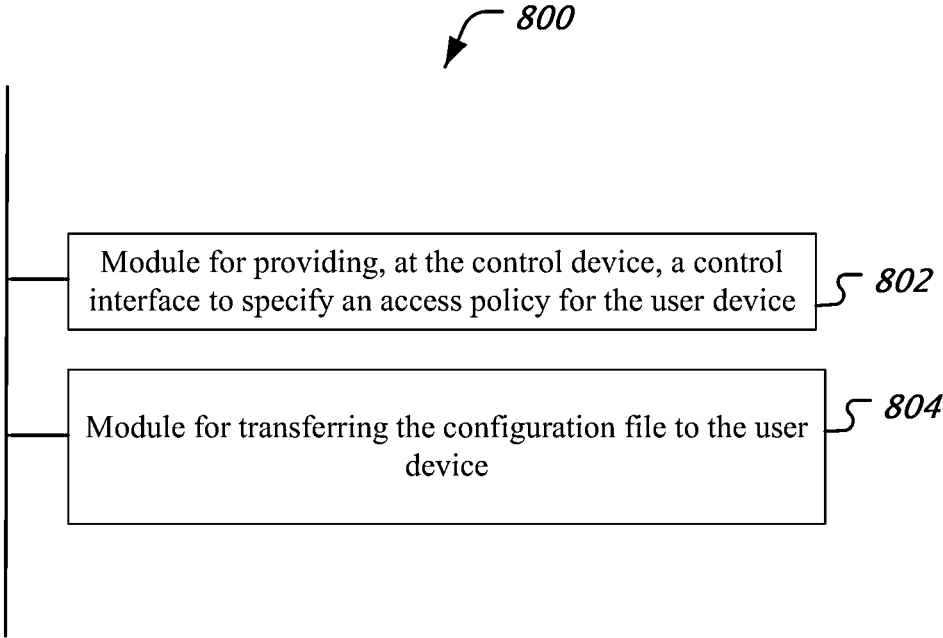 800
Module for providing, at the control device, a control
interface to specify an access policy for the user device
802
Module for transferring the configuration file to the user
device
804